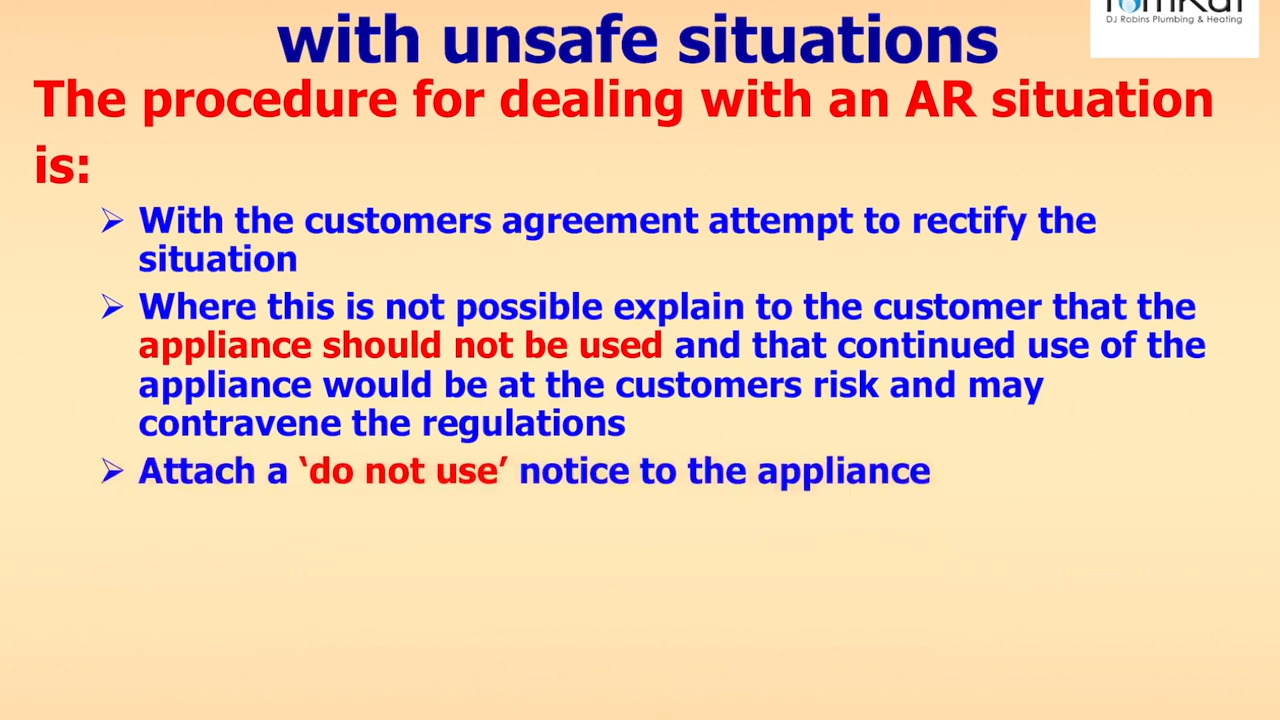 with unsafe situations
DJ Robins Plumbing & Heating
The procedure for dealing with an AR situation
is:
With the customers agreement attempt to rectify the
situation
Where this is not possible explain to the customer that the
appliance should not be used and that continued use of the
appliance would be at the customers risk and may
contravene the regulations
Attach a ‘do not use’ notice to the appliance